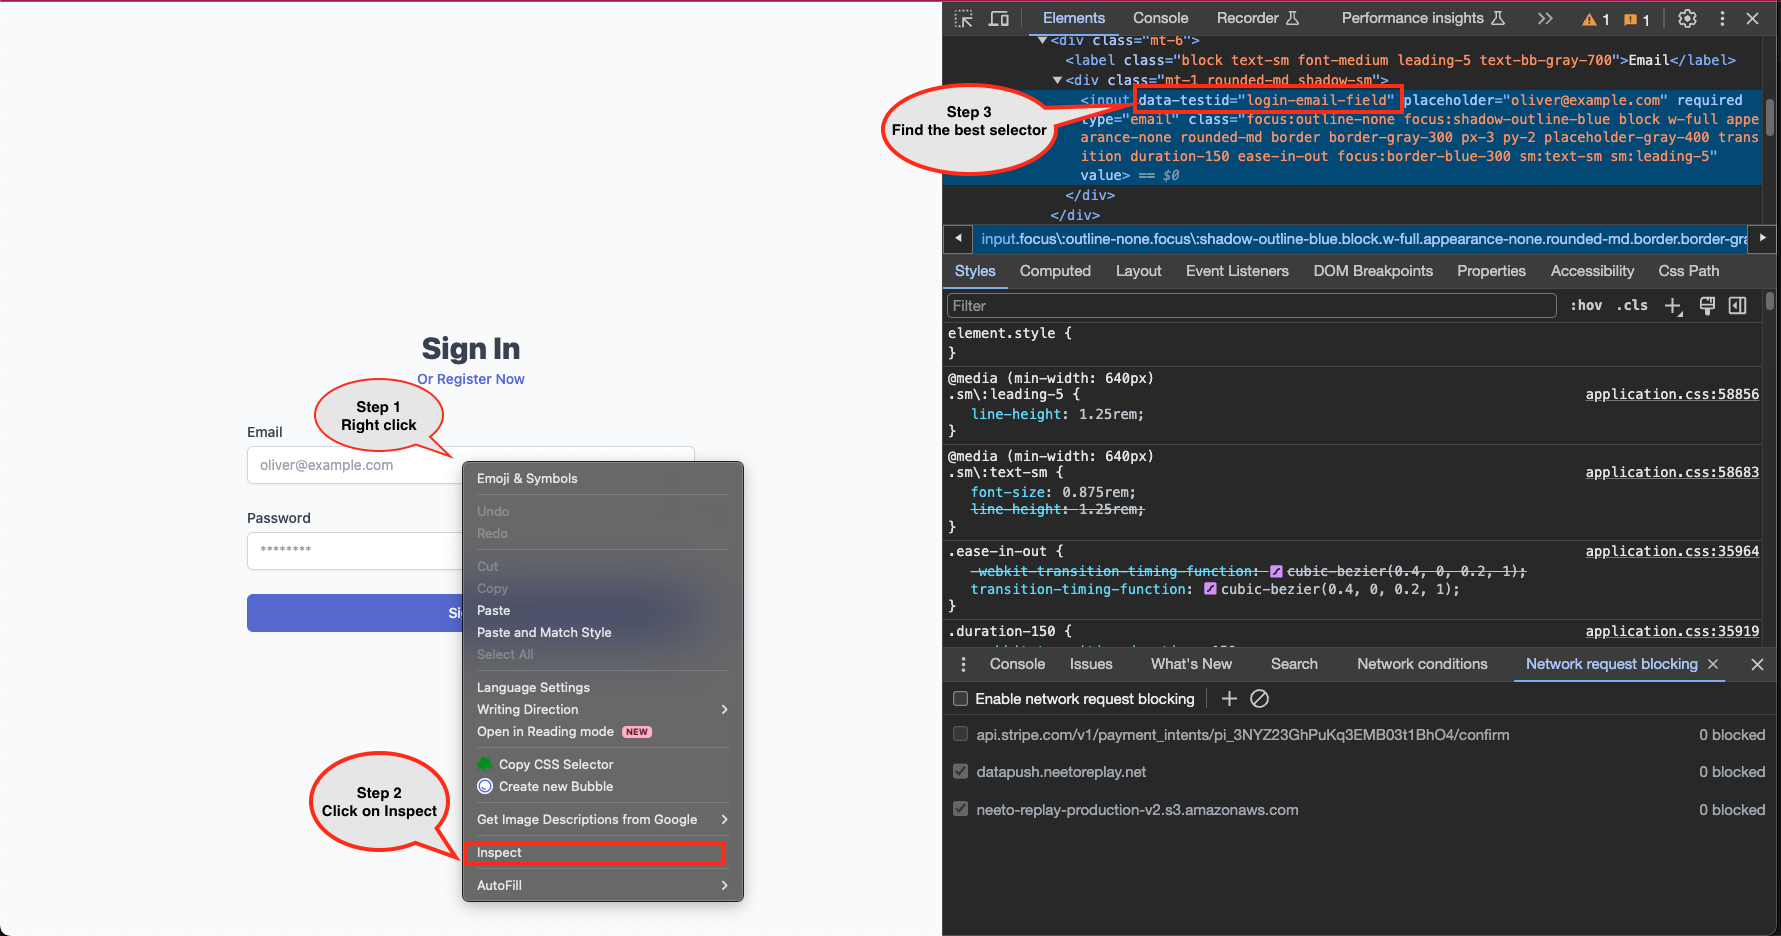 Sign In
Or Register Now
Step 1
Right click
Email
oliver@example.com
Password
********
Emoji & Symbols
Undo
Redo
Cut
Copy
Paste
Paste and Match Style
Select All
Language Settings
Writing Direction
Open in Reading mode NEW
Copy CSS Selector
Create new Bubble
Get Image Descriptions from Google
Inspect
AutoFill
Step 2
Click on Inspect
Elements Console Recorder Performance insights 1 1
<div class="mt-6">
<label class="block text-sm font-medium leading-5 text-bb-gray-700">Email</label>
<div class="mt-1 rounded-md shadow-sm">
<input data-testid="login-email-field" placeholder="oliver@example.com" required
type="email" class="focus:outline-none focus:shadow-outline-blue block w-full appe
arance-none rounded-md border border-gray-300 px-3 py-2 placeholder-gray-400 trans
ition duration-150 ease-in-out focus:border-blue-300 sm:text-sm sm:leading-5"
value> == $0
</div>
</div>
Step 3
Find the best selector
input.focus\:outline-none.focus\:shadow-outline-blue.block.w-full.appearance-none.rounded-md.border.border-gra
Styles Computed Layout Event Listeners DOM Breakpoints Properties Accessibility Css Path
Filter :hov .cls
element.style {
}
@media (min-width: 640px)
.sm\:leading-5 { application.css:58856
line-height: 1.25rem;
}
@media (min-width: 640px)
.sm\:text-sm { application.css:58683
font-size: 0.875rem;
line-height: 1.25rem;
}
.ease-in-out { application.css:35964
-webkit-transition-timing-function: cubic-bezier(0.4, 0, 0.2, 1);
transition-timing-function: cubic-bezier(0.4, 0, 0.2, 1);
}
.duration-150 { application.css:35919
Console Issues What's New Search Network conditions Network request blocking
Enable network request blocking
api.stripe.com/v1/payment_intents/pi_3NYZ23GhPuKq3EMB03t1BhO4/confirm 0 blocked
datapush.neetoreplay.net 0 blocked
neeto-replay-production-v2.s3.amazonaws.com 0 blocked